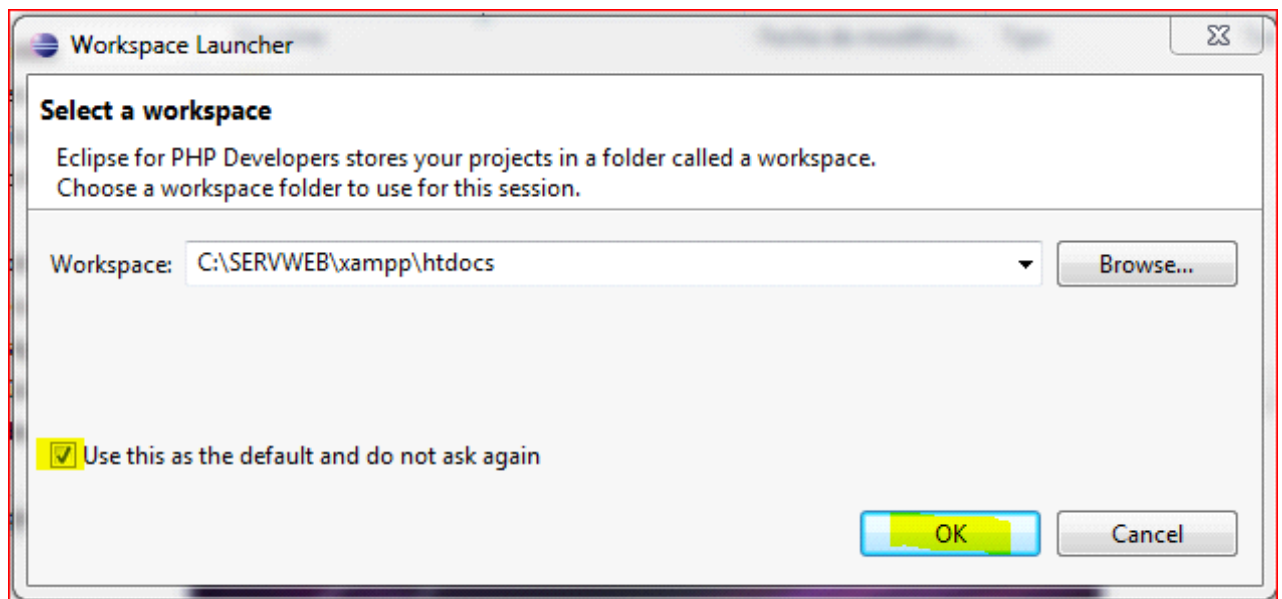 Workspace Launcher
Select a workspace
Eclipse for PHP Developers stores your projects in a folder called a workspace.
Choose a workspace folder to use for this session.
Workspace: C:\SERVWEB\xampp\htdocs Browse...
Use this as the default and do not ask again
OK Cancel